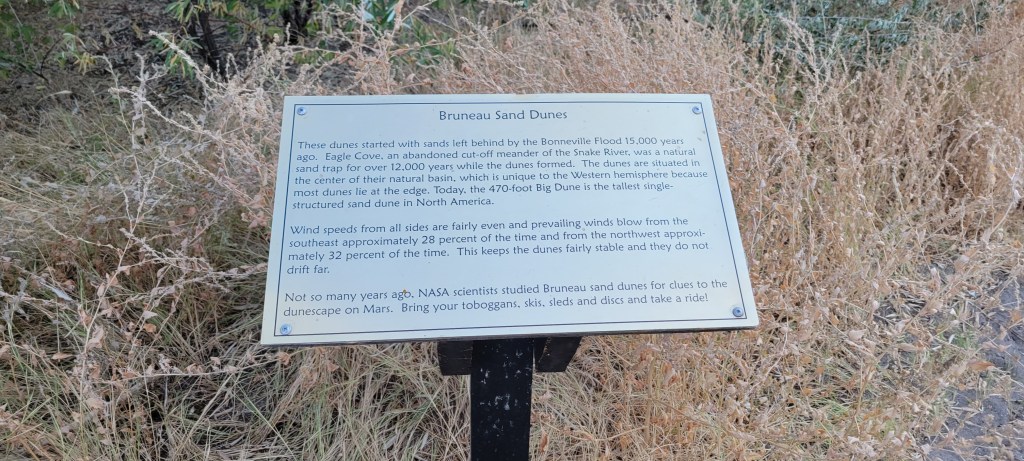 Bruneau Sand Dunes
These dunes started with sands left behind by the Bonneville Flood 15,000 years
ago. Eagle Cove, an abandoned cut-off meander of the Snake River, was a natural
sand trap for over 12,000 years while the dunes formed. The dunes are situated in
the center of their natural basin, which is unique to the Western hemisphere because
most dunes lie at the edge. Today, the 470-foot Big Dune is the tallest single-
structured sand dune in North America.
Wind speeds from all sides are fairly even and prevailing winds blow from the
southeast approximately 28 percent of the time and from the northwest approxi-
mately 32 percent of the time. This keeps the dunes fairly stable and they do not
drift far.
Not so many years ago, NASA scientists studied Bruneau sand dunes for clues to the
dunescape on Mars. Bring your toboggans, skis, sleds and discs and take a ride!